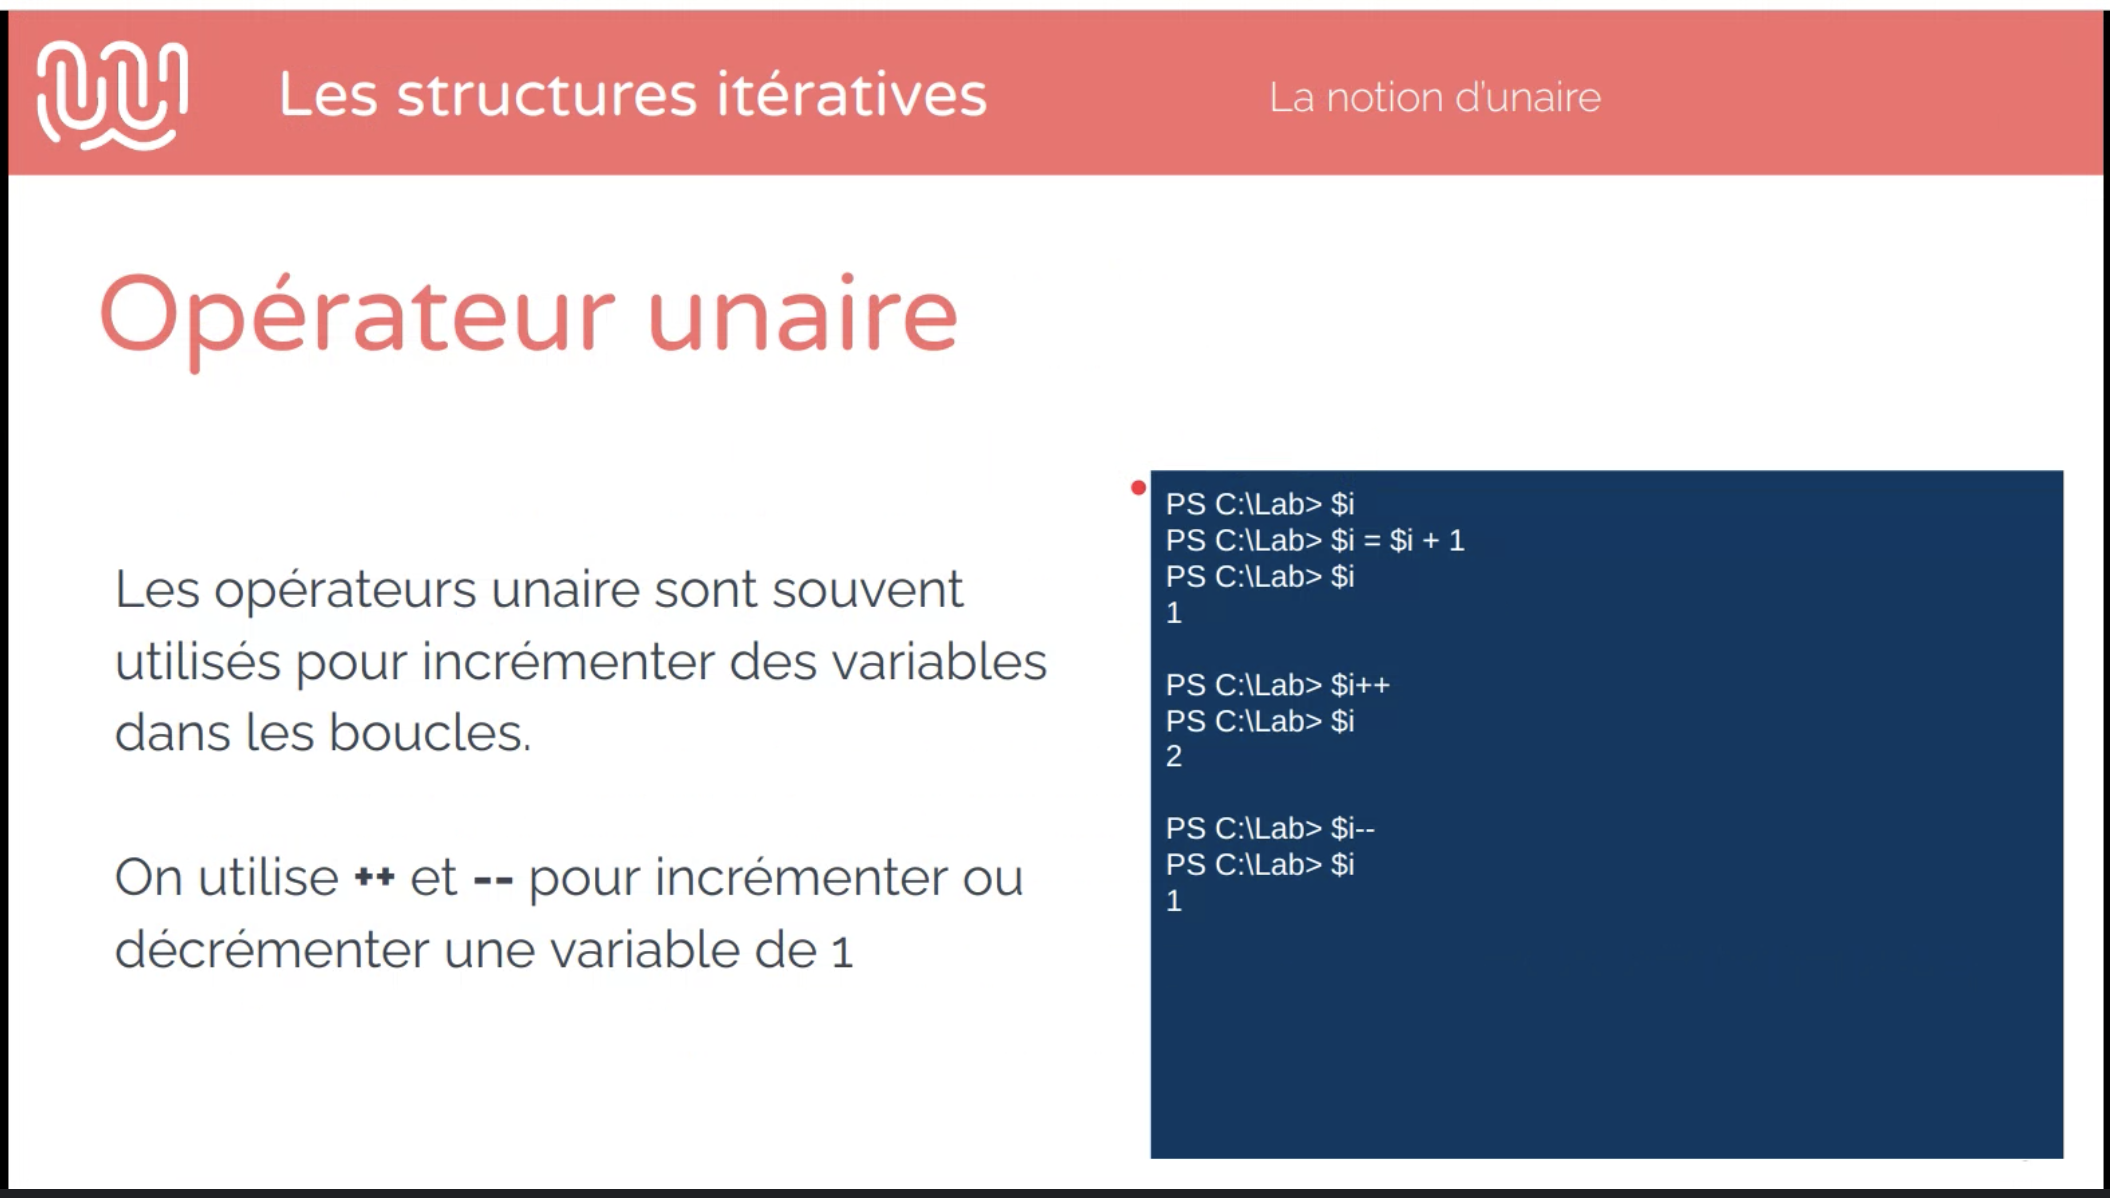 Les structures itératives
La notion d'unaire
Opérateur unaire
Les opérateurs unaire sont souvent
utilisés pour incrémenter des variables
dans les boucles.
On utilise ++ et -- pour incrémenter ou
décrémenter une variable de 1
PS C:\Lab> $i
PS C:\Lab> $i = $i + 1
PS C:\Lab> $i
1
PS C:\Lab> $i++
PS C:\Lab> $i
2
PS C:\Lab> $i--
PS C:\Lab> $i
1